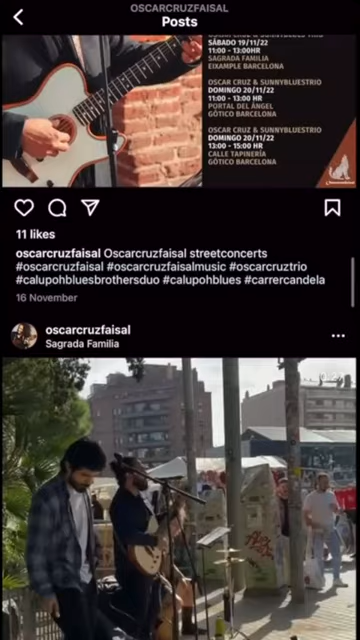 OSCARCRUZFAISAL
Posts
SÁBADO 19/11/22
11:00 - 13:00HR
SAGRADA FAMILIA
EIXAMPLE BARCELONA
OSCAR CRUZ & SUNNYBLUESTRIO
DOMINGO 20/11/22
11:00 - 13:00 HR
PORTAL DEL ÁNGEL
GÓTICO BARCELONA
OSCAR CRUZ & SUNNYBLUESTRIO
DOMINGO 20/11/22
13:00 - 15:00 HR
CALLE TAPINERÍA
GÓTICO BARCELONA
11 likes
oscarcruzfaisal Oscarcruzfaisal streetconcerts
#oscarcruzfaisal #oscarcruzfaisalmusic #oscarcruztrio
#calupohbluesbrothersduo #calupohblues #carrercandela
16 November
oscarcruzfaisal
Sagrada Familia